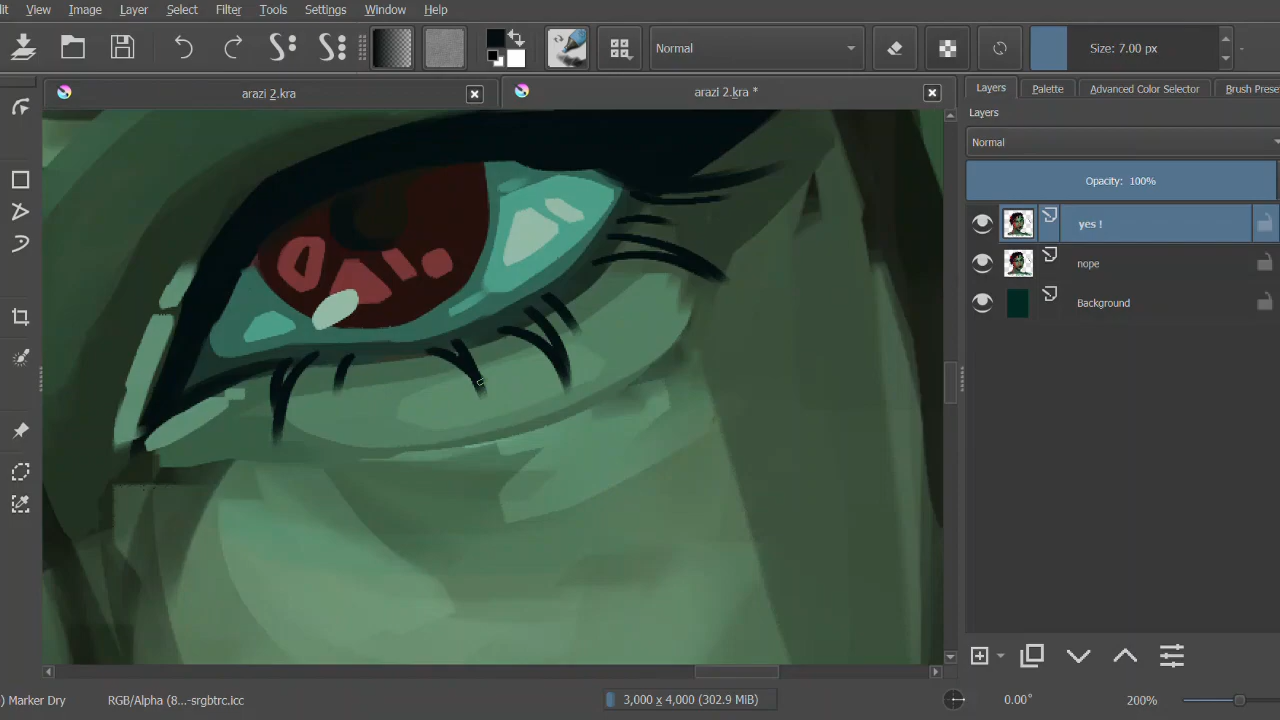 it View Image Layer Select Filter Tools Settings Window Help
Normal
Size: 7.00 px
arazi 2.kra
arazi 2.kra *
Layers Palette Advanced Color Selector Brush Prese
Layers
Normal
Opacity: 100%
yes !
nope
Background
) Marker Dry
RGB/Alpha (8...-srgbtrc.icc
3,000 x 4,000 (302.9 MiB)
0.00°
200%